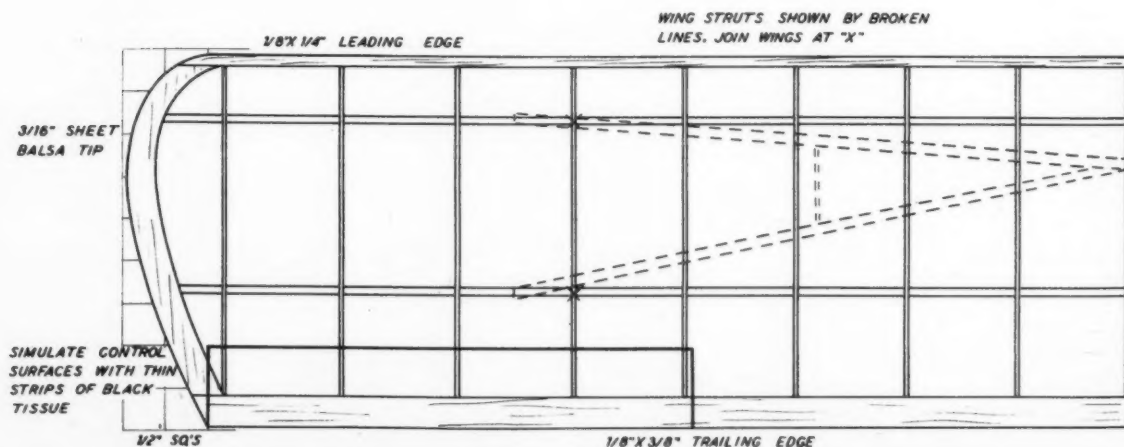 WING STRUTS SHOWN BY BROKEN
LINES. JOIN WINGS AT "X"
1/8"X 1/4" LEADING EDGE
3/16" SHEET
BALSA TIP
SIMULATE CONTROL
SURFACES WITH THIN
STRIPS OF BLACK
TISSUE
1/2" SQ'S
1/8"X 3/8" TRAILING EDGE